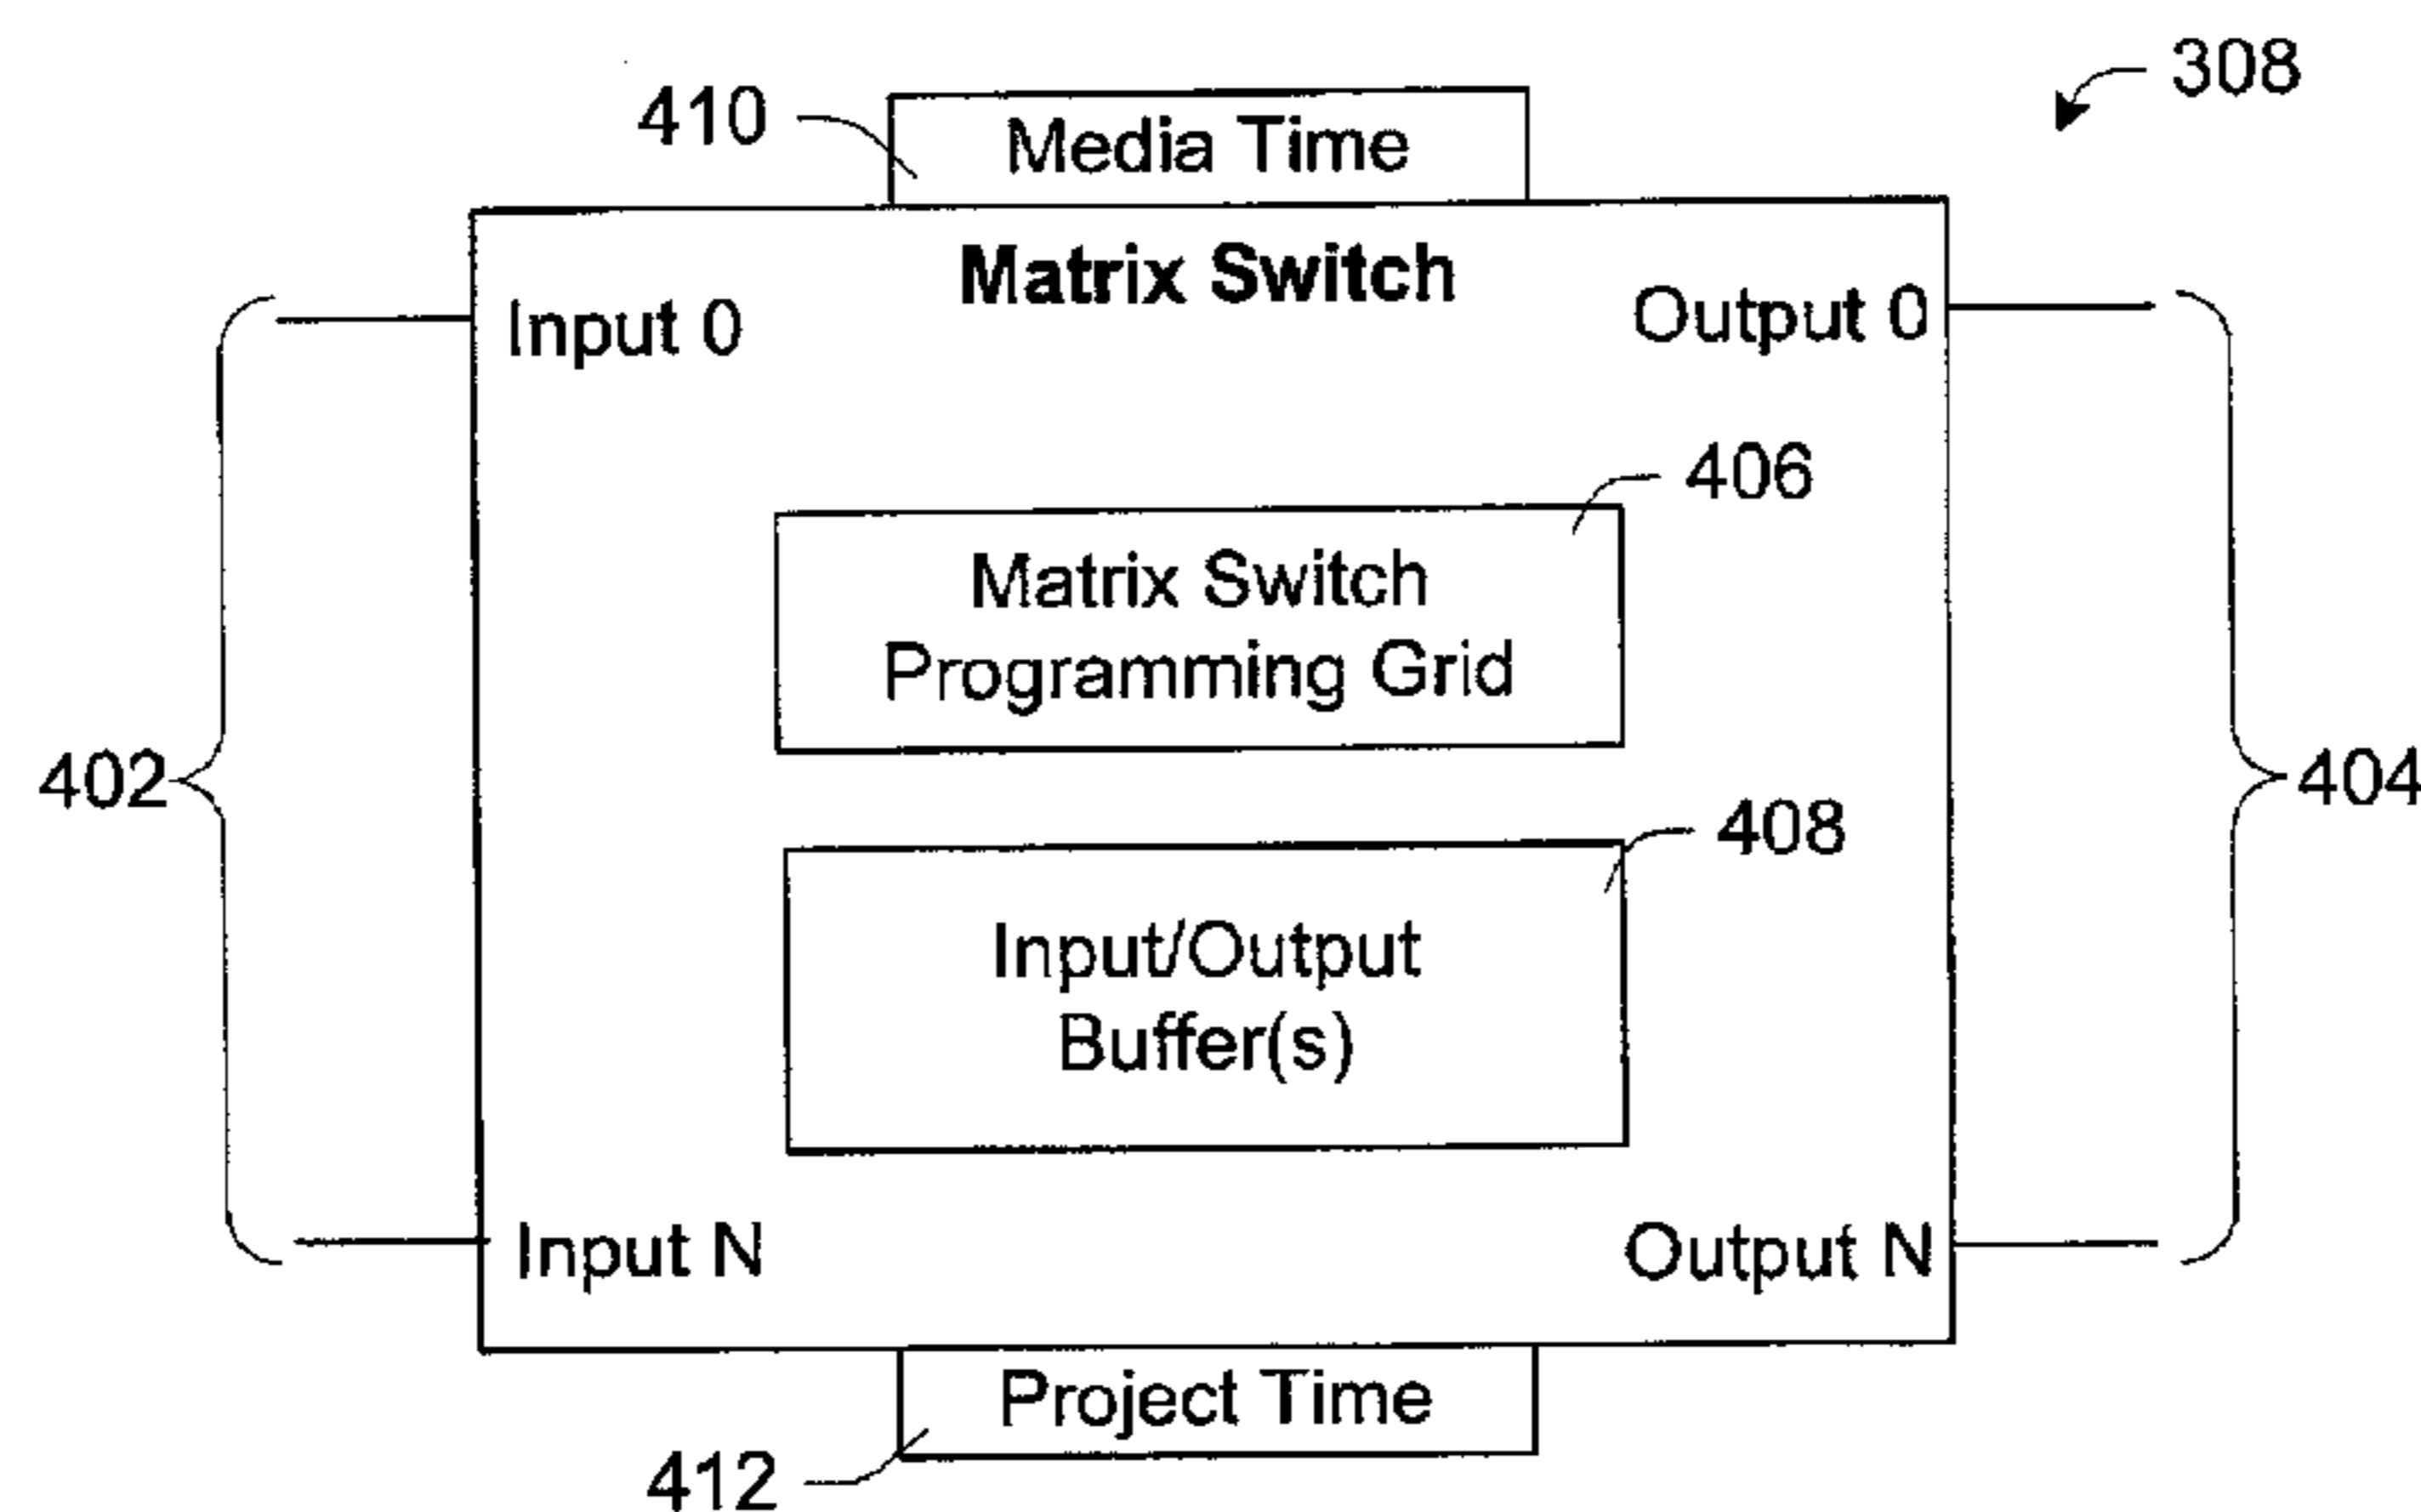 308
410
Media Time
Matrix Switch
Input 0
Output 0
406
Matrix Switch
Programming Grid
402
404
408
Input/Output
Buffer(s)
Input N
Output N
Project Time
412